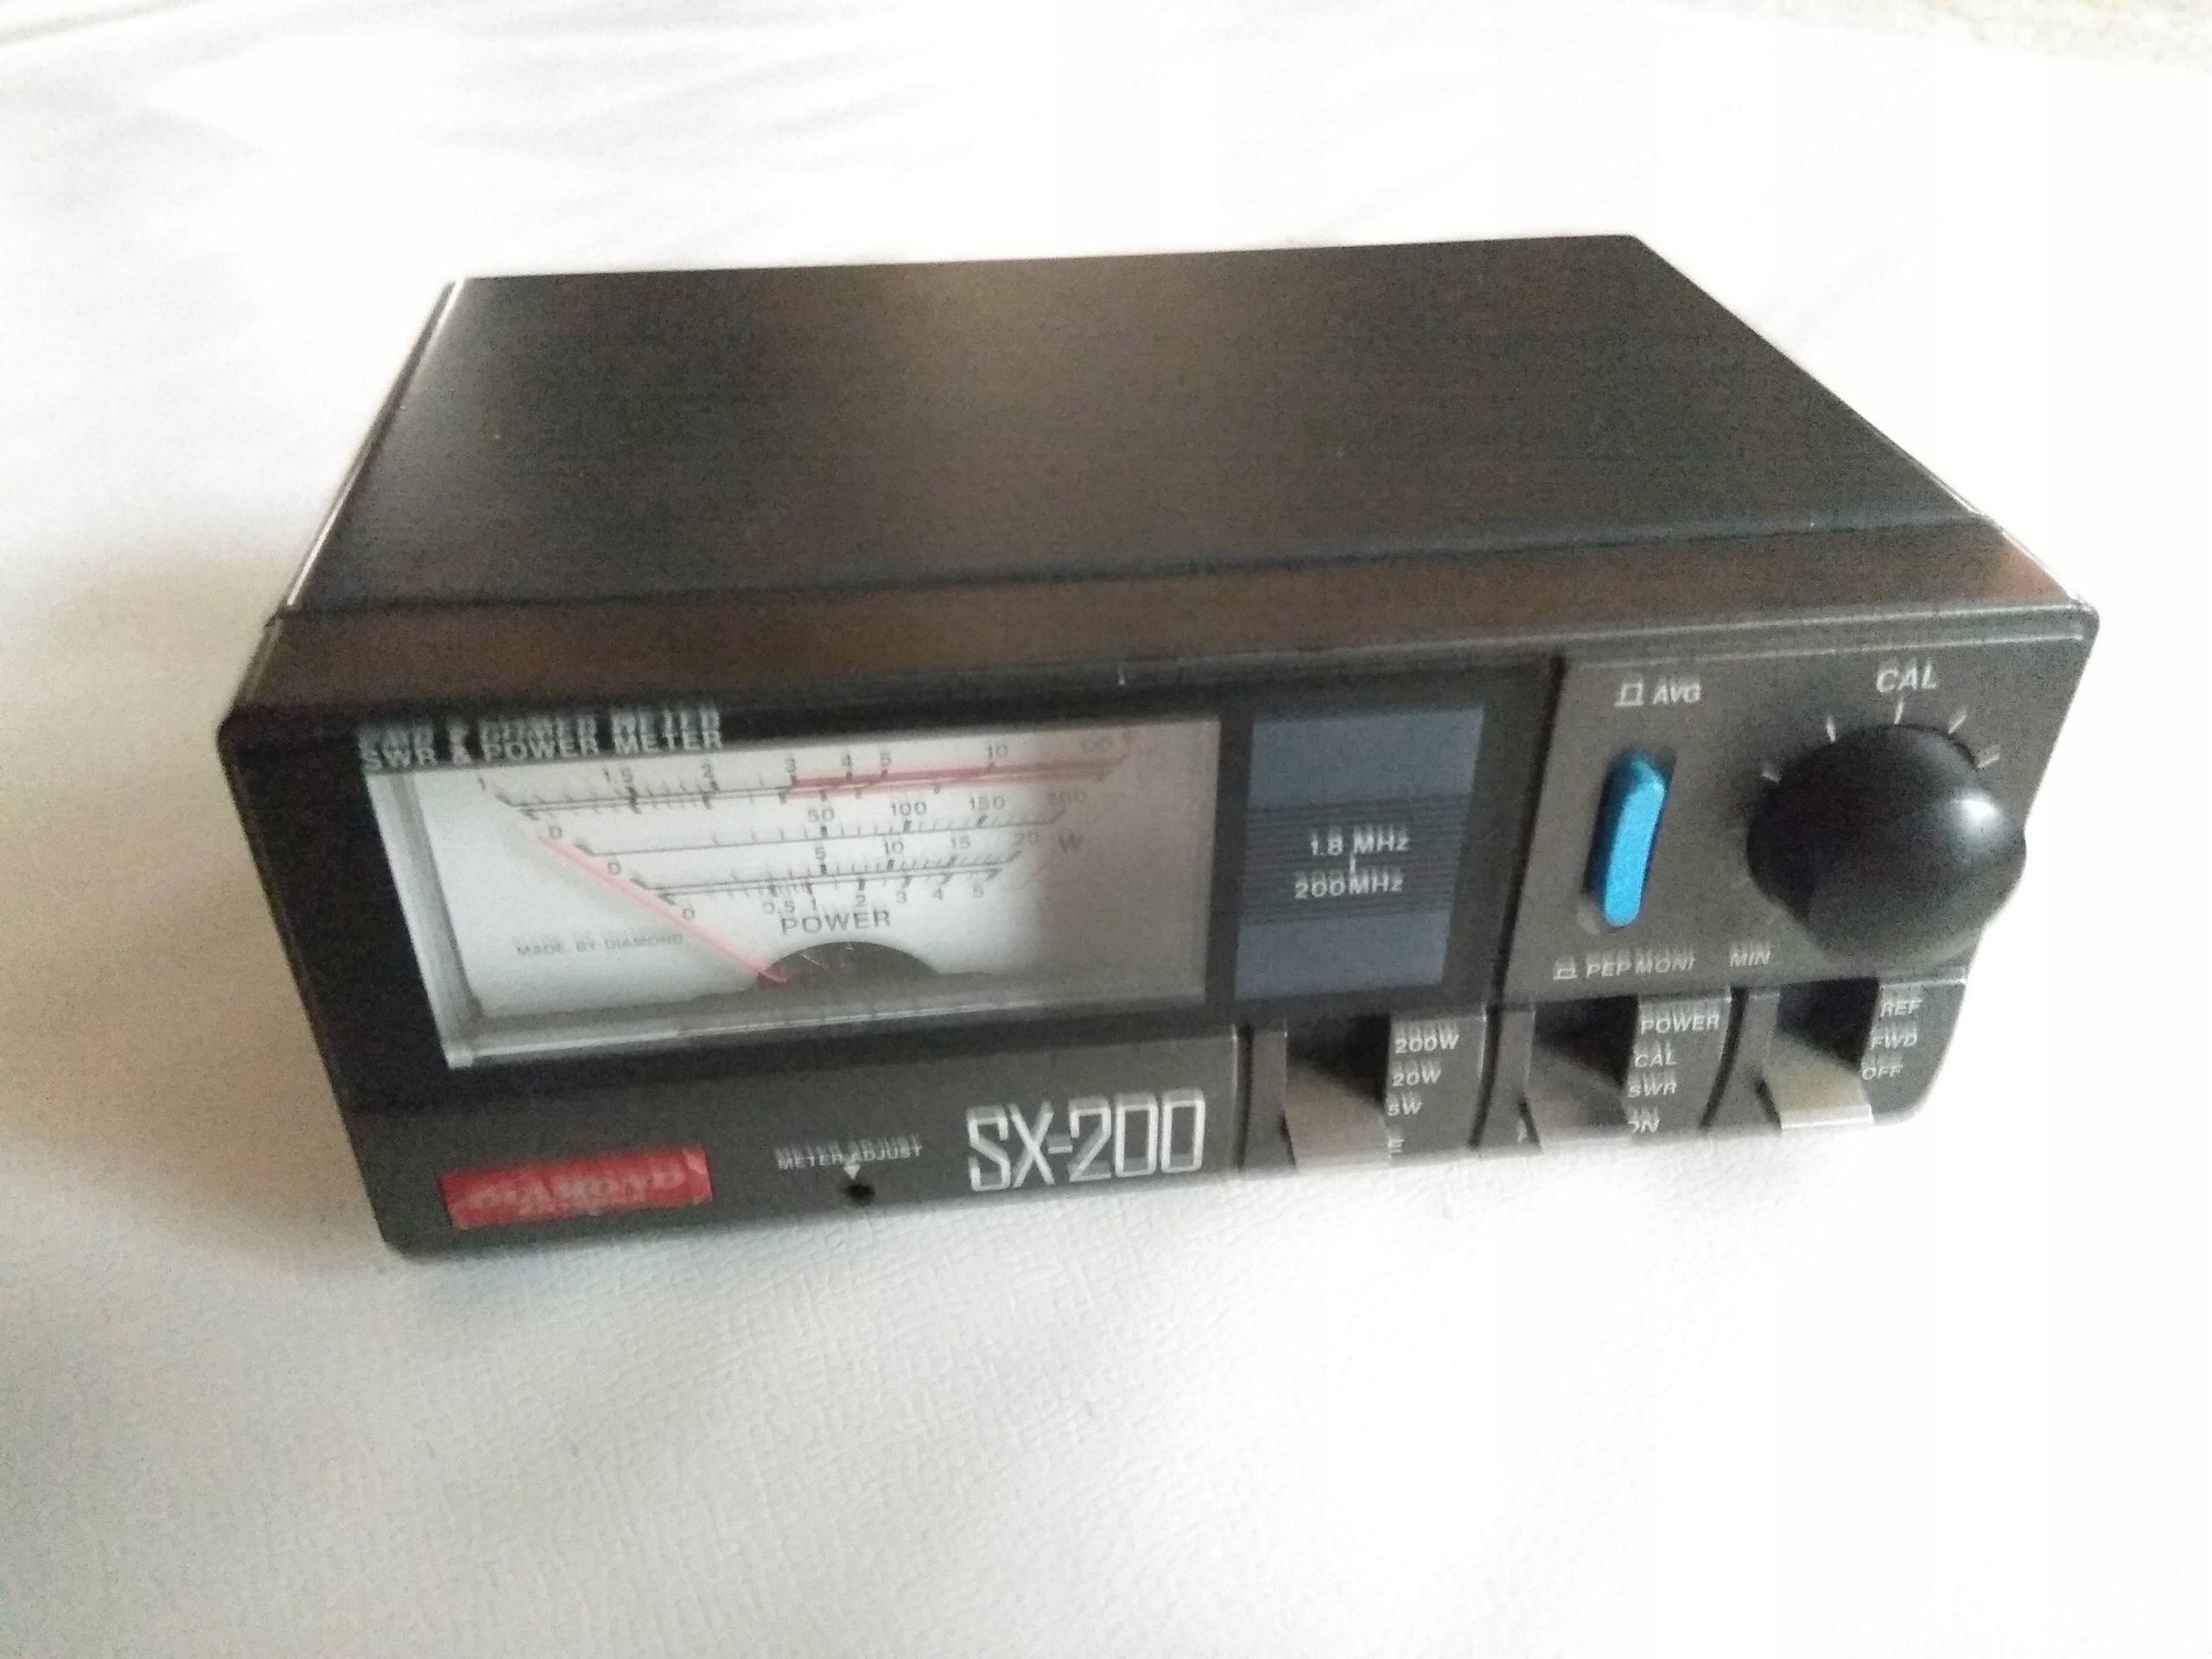 SWR & POWER METER
1 1.5 2 3 4 5 10 ∞
0 50 100 150 200
0 5 10 15 20 W
0 0.5 1 2 3 4 5
POWER
MADE BY DIAMOND
1.8 MHz
200MHz
AVG
CAL
PEP MONI
MIN
200W
20W
5W
POWER
CAL
SWR
REF
FWD
OFF
DIAMOND
METER ADJUST
SX-200